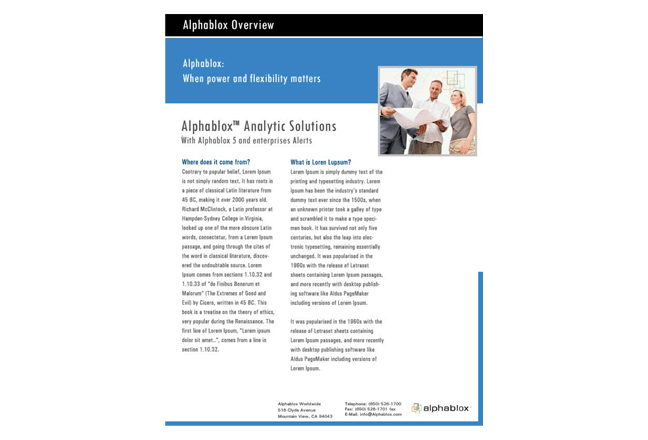 Alphablox Overview
Alphablox:
When power and flexibility matters
Alphablox™ Analytic Solutions
With Alphablox 5 and enterprises Alerts
Where does it come from?
Contrary to popular belief, Lorem Ipsum
is not simply random text. It has roots in
a piece of classical Latin literature from
45 BC, making it over 2000 years old.
Richard McClintock, a Latin professor at
Hampden-Sydney College in Virginia,
looked up one of the more obscure Latin
words, consectetur, from a Lorem Ipsum
passage, and going through the cites of
the word in classical literature, discov-
ered the undoubtable source. Lorem
Ipsum comes from sections 1.10.32 and
1.10.33 of "de Finibus Bonorum et
Malorum" (The Extremes of Good and
Evil) by Cicero, written in 45 BC. This
book is a treatise on the theory of ethics,
very popular during the Renaissance. The
first line of Lorem Ipsum, "Lorem ipsum
dolor sit amet..", comes from a line in
section 1.10.32.
What is Loren Lupsum?
Lorem Ipsum is simply dummy text of the
printing and typesetting industry. Lorem
Ipsum has been the industry's standard
dummy text ever since the 1500s, when
an unknown printer took a galley of type
and scrambled it to make a type speci-
men book. It has survived not only five
centuries, but also the leap into elec-
tronic typesetting, remaining essentially
unchanged. It was popularised in the
1960s with the release of Letraset
sheets containing Lorem Ipsum passages,
and more recently with desktop publish-
ing software like Aldus PageMaker
including versions of Lorem Ipsum.
It was popularised in the 1960s with the
release of Letraset sheets containing
Lorem Ipsum passages, and more recently
with desktop publishing software like
Aldus PageMaker including versions of
Lorem Ipsum.
Alphablox Worldwide
516 Clyde Avenue
Mountain View, CA 94043
Telephone: (650) 526-1700
Fax: (650) 526-1701 fax
E-Mail: info@Alphablox.com
alphablox